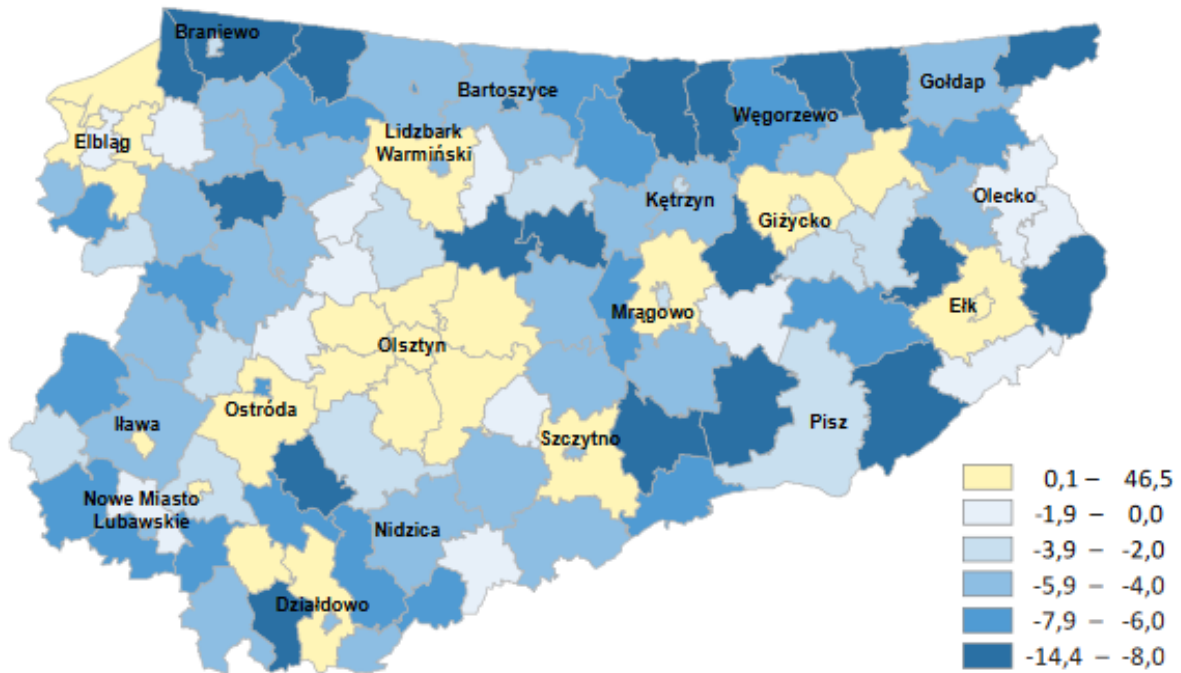 Braniewo
Bartoszyce
Gołdap
Węgorzewo
Elbląg
Lidzbark
Warmiński
Kętrzyn
Olecko
Giżycko
Mrągowo
Ełk
Olsztyn
Ostróda
Iława
Szczytno
Pisz
Nowe Miasto
Lubawskie
Nidzica
Działdowo
0,1 – 46,5
-1,9 – 0,0
-3,9 – -2,0
-5,9 – -4,0
-7,9 – -6,0
-14,4 – -8,0